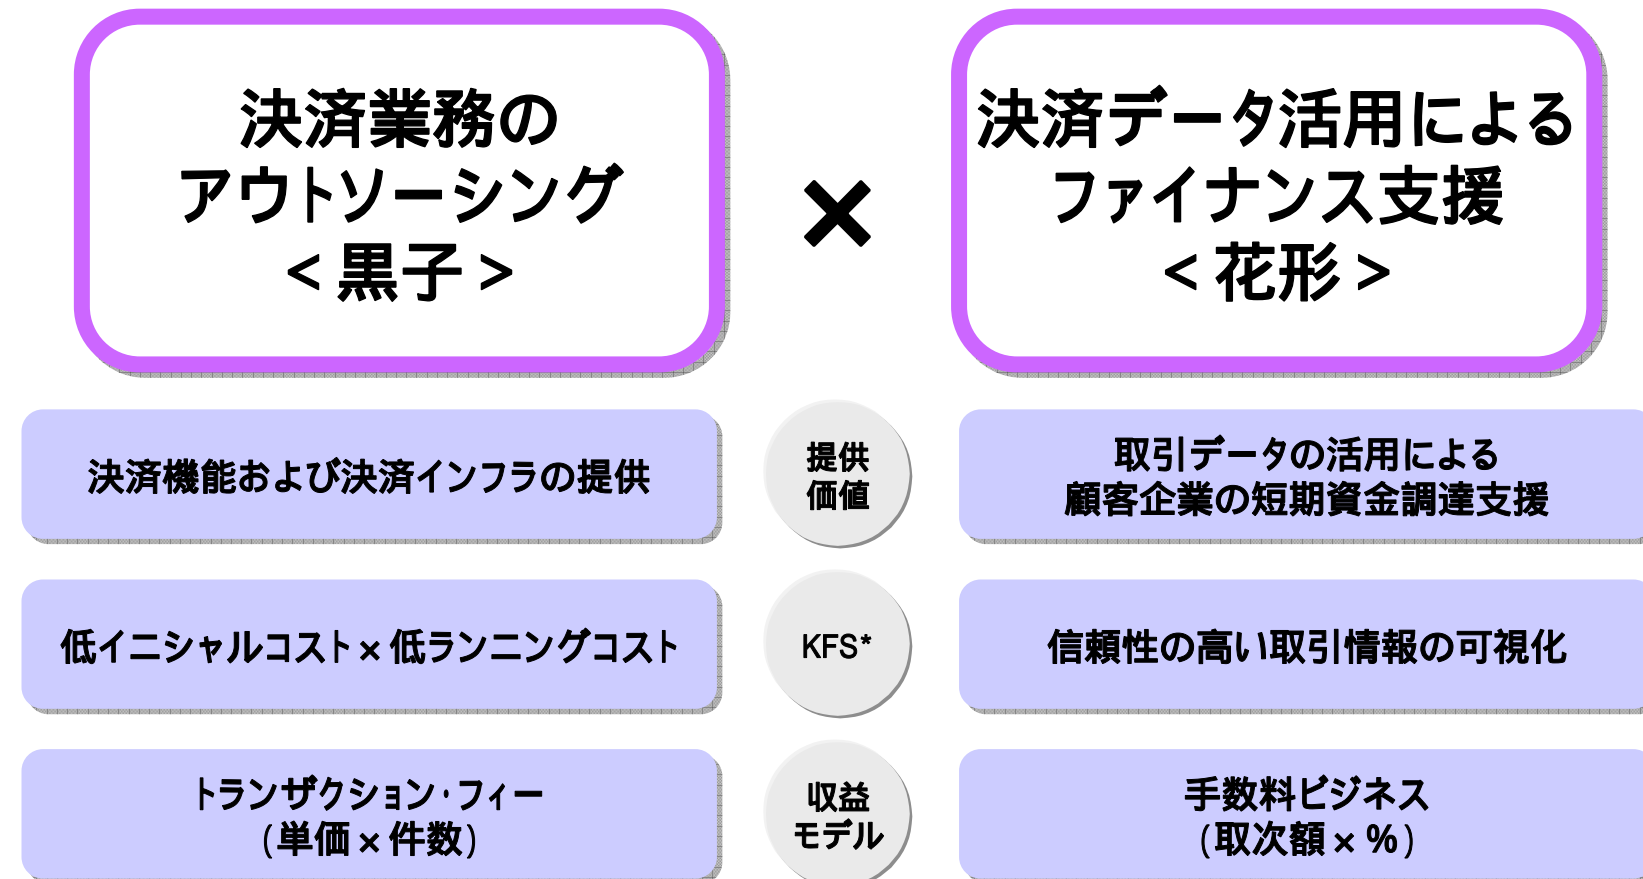 決済業務の
アウトソーシング
<黒子>
×
決済データ活用による
ファイナンス支援
<花形>
決済機能および決済インフラの提供
提供
価値
取引データの活用による
顧客企業の短期資金調達支援
低イニシャルコスト×低ランニングコスト
KFS*
信頼性の高い取引情報の可視化
トランザクション・フィー
(単価×件数)
収益
モデル
手数料ビジネス
(取次額×%)